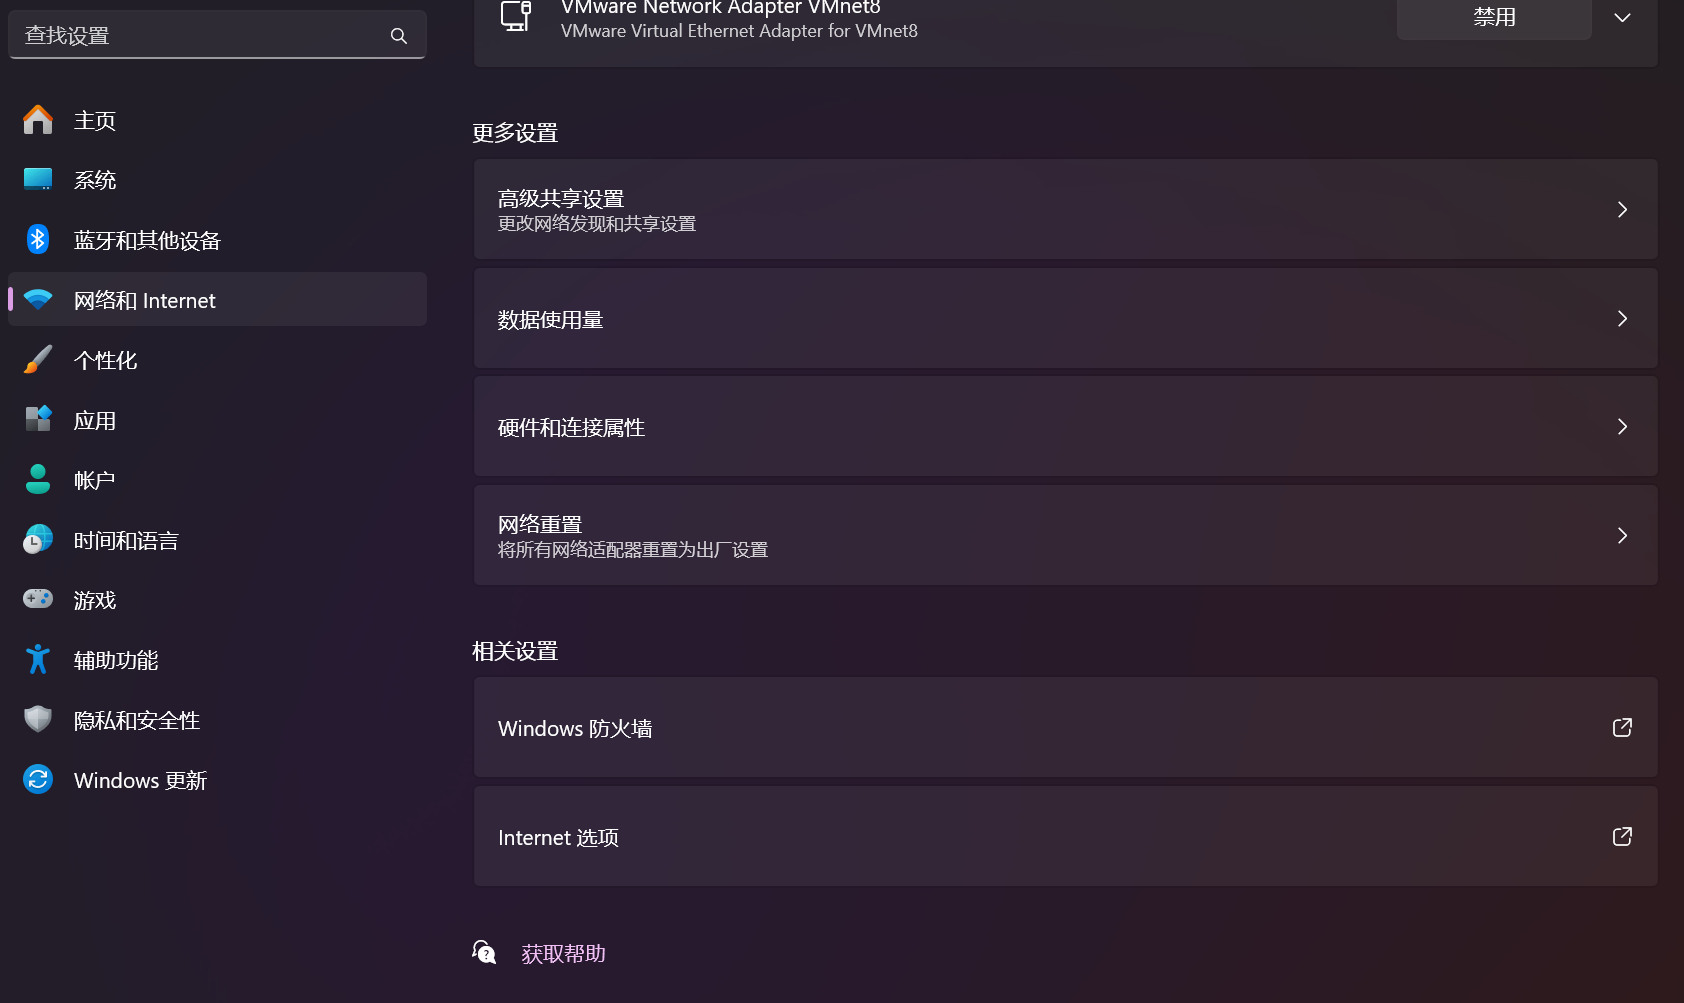 查找设置
主页
系统
蓝牙和其他设备
网络和 Internet
个性化
应用
帐户
时间和语言
游戏
辅助功能
隐私和安全性
Windows 更新
VMware Network Adapter VMnet8
VMware Virtual Ethernet Adapter for VMnet8
禁用
更多设置
高级共享设置
更改网络发现和共享设置
数据使用量
硬件和连接属性
网络重置
将所有网络适配器重置为出厂设置
相关设置
Windows 防火墙
Internet 选项
获取帮助